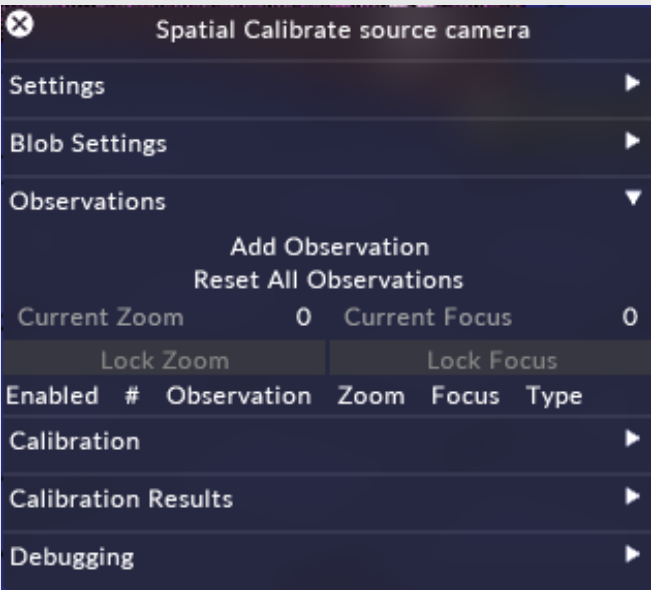 Spatial Calibrate source camera
Settings
Blob Settings
Observations
Add Observation
Reset All Observations
Current Zoom 0 Current Focus 0
Lock Zoom Lock Focus
Enabled # Observation Zoom Focus Type
Calibration
Calibration Results
Debugging